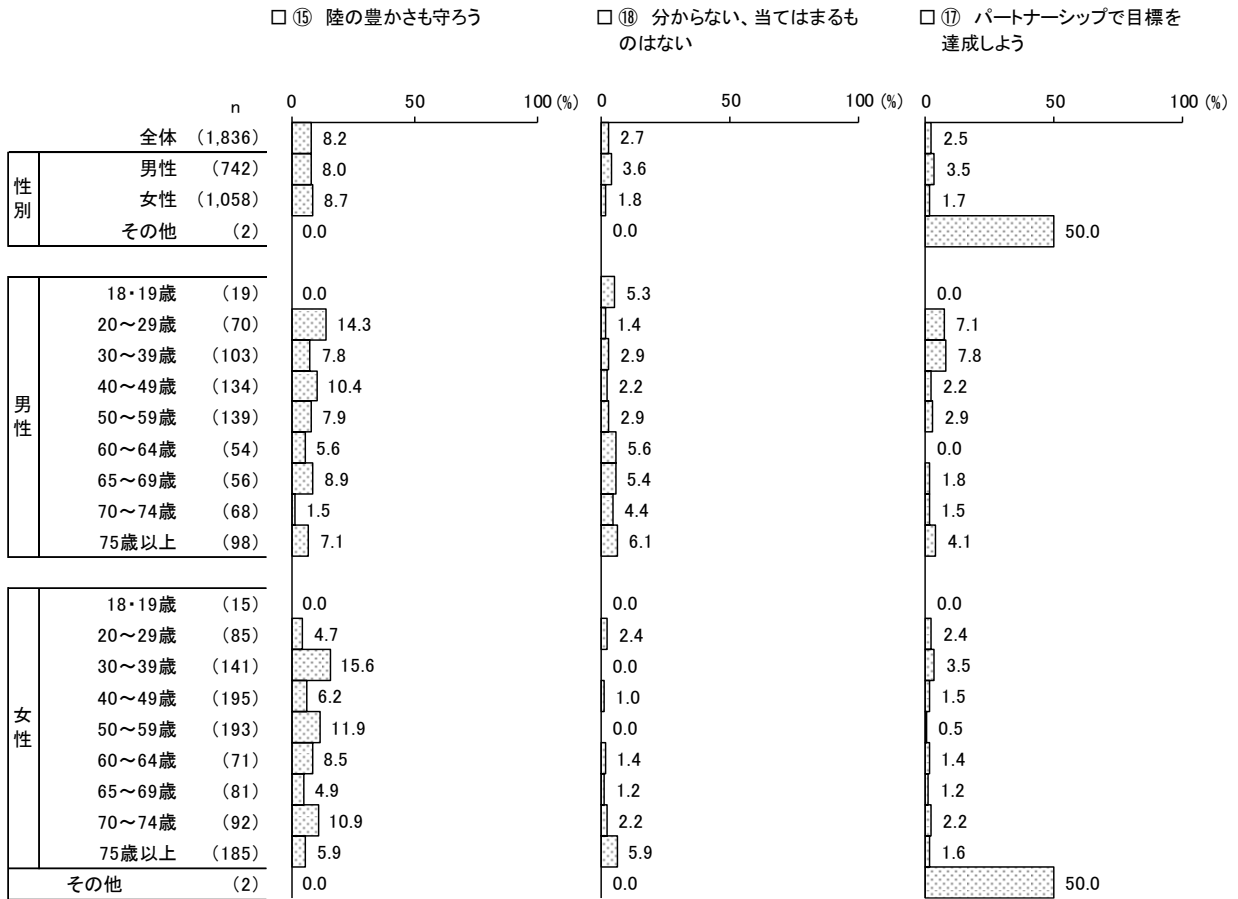 □ ⑮ 陸の豊かさも守ろう
□ ⑱ 分からない、当てはまるも
のはない
□ ⑰ パートナーシップで目標を
達成しよう
n 0 50 100 (%) 0 50 100 (%) 0 50 100 (%)
全体 (1,836) 8.2 2.7 2.5
性別
男性 (742) 8.0 3.6 3.5
女性 (1,058) 8.7 1.8 1.7
その他 (2) 0.0 0.0 50.0
男性
18・19歳 (19) 0.0 5.3 0.0
20～29歳 (70) 14.3 1.4 7.1
30～39歳 (103) 7.8 2.9 7.8
40～49歳 (134) 10.4 2.2 2.2
50～59歳 (139) 7.9 2.9 2.9
60～64歳 (54) 5.6 5.6 0.0
65～69歳 (56) 8.9 5.4 1.8
70～74歳 (68) 1.5 4.4 1.5
75歳以上 (98) 7.1 6.1 4.1
女性
18・19歳 (15) 0.0 0.0 0.0
20～29歳 (85) 4.7 2.4 2.4
30～39歳 (141) 15.6 0.0 3.5
40～49歳 (195) 6.2 1.0 1.5
50～59歳 (193) 11.9 0.0 0.5
60～64歳 (71) 8.5 1.4 1.4
65～69歳 (81) 4.9 1.2 1.2
70～74歳 (92) 10.9 2.2 2.2
75歳以上 (185) 5.9 5.9 1.6
その他 (2) 0.0 0.0 50.0